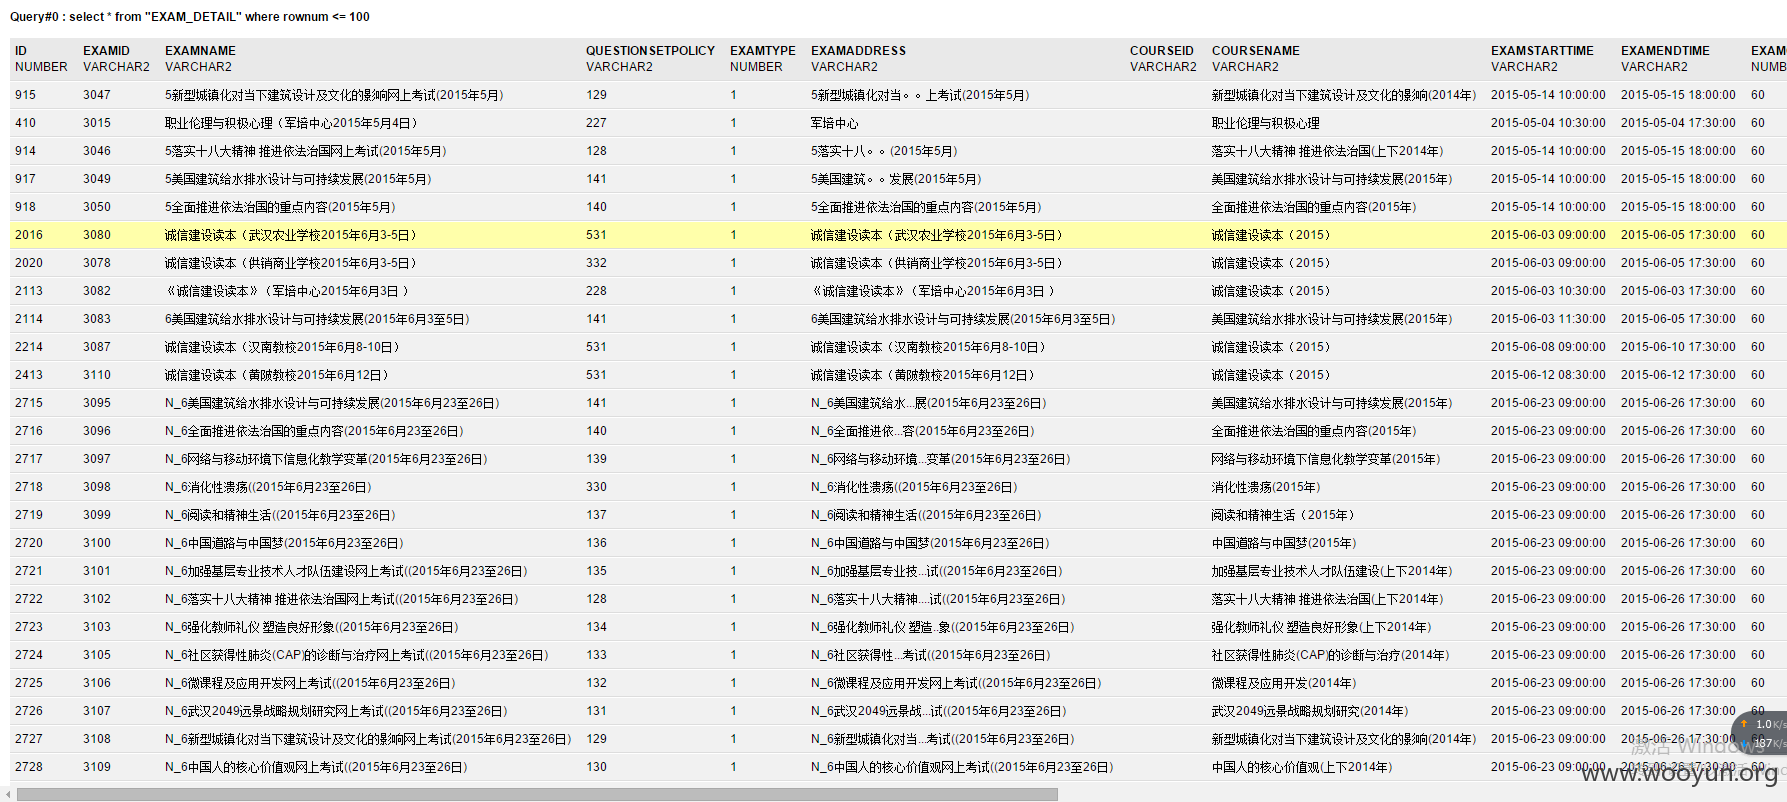 Query#0 : select * from "EXAM_DETAIL" where rownum <= 100
ID EXAMID EXAMNAME QUESTIONSETPOLICY EXAMTYPE EXAMADDRESS COURSEID COURSENAME EXAMSTARTTIME EXAMENDTIME
NUMBER VARCHAR2 VARCHAR2 VARCHAR2 NUMBER VARCHAR2 VARCHAR2 VARCHAR2 VARCHAR2 VARCHAR2
915 3047 5新型城镇化对当下建筑设计及文化的影响网上考试(2015年5月) 129 1 5新型城镇化对当。。上考试(2015年5月) 新型城镇化对当下建筑设计及文化的影响(2014年) 2015-05-14 10:00:00 2015-05-15 18:00:00 60
410 3015 职业伦理与积极心理（军培中心2015年5月4日） 227 1 军培中心 职业伦理与积极心理 2015-05-04 10:30:00 2015-05-04 17:30:00 60
914 3046 5落实十八大精神 推进依法治国网上考试(2015年5月) 128 1 5落实十八。。(2015年5月) 落实十八大精神 推进依法治国(上下2014年) 2015-05-14 10:00:00 2015-05-15 18:00:00 60
917 3049 5美国建筑给水排水设计与可持续发展(2015年5月) 141 1 5美国建筑。。发展(2015年5月) 美国建筑给水排水设计与可持续发展(2015年) 2015-05-14 10:00:00 2015-05-15 18:00:00 60
918 3050 5全面推进依法治国的重点内容(2015年5月) 140 1 5全面推进依法治国的重点内容(2015年5月) 全面推进依法治国的重点内容(2015年) 2015-05-14 10:00:00 2015-05-15 18:00:00 60
2016 3080 诚信建设读本（武汉农业学校2015年6月3-5日） 531 1 诚信建设读本（武汉农业学校2015年6月3-5日） 诚信建设读本（2015） 2015-06-03 09:00:00 2015-06-05 17:30:00 60
2020 3078 诚信建设读本（供销商业学校2015年6月3-5日） 332 1 诚信建设读本（供销商业学校2015年6月3-5日） 诚信建设读本（2015） 2015-06-03 09:00:00 2015-06-05 17:30:00 60
2113 3082 《诚信建设读本》（军培中心2015年6月3日 ） 228 1 《诚信建设读本》（军培中心2015年6月3日 ） 诚信建设读本（2015） 2015-06-03 10:30:00 2015-06-03 17:30:00 60
2114 3083 6美国建筑给水排水设计与可持续发展(2015年6月3至5日) 141 1 6美国建筑给水排水设计与可持续发展(2015年6月3至5日) 美国建筑给水排水设计与可持续发展(2015年) 2015-06-03 11:30:00 2015-06-05 17:30:00 60
2214 3087 诚信建设读本（汉南教校2015年6月8-10日） 531 1 诚信建设读本（汉南教校2015年6月8-10日） 诚信建设读本（2015） 2015-06-08 09:00:00 2015-06-10 17:30:00 60
2413 3110 诚信建设读本（黄陂教校2015年6月12日） 531 1 诚信建设读本（黄陂教校2015年6月12日） 诚信建设读本（2015） 2015-06-12 08:30:00 2015-06-12 17:30:00 60
2715 3095 N_6美国建筑给水排水设计与可持续发展(2015年6月23至26日) 141 1 N_6美国建筑给水...展(2015年6月23至26日) 美国建筑给水排水设计与可持续发展(2015年) 2015-06-23 09:00:00 2015-06-26 17:30:00 60
2716 3096 N_6全面推进依法治国的重点内容(2015年6月23至26日) 140 1 N_6全面推进依...容(2015年6月23至26日) 全面推进依法治国的重点内容(2015年) 2015-06-23 09:00:00 2015-06-26 17:30:00 60
2717 3097 N_6网络与移动环境下信息化教学变革(2015年6月23至26日) 139 1 N_6网络与移动环境...变革(2015年6月23至26日) 网络与移动环境下信息化教学变革(2015年) 2015-06-23 09:00:00 2015-06-26 17:30:00 60
2718 3098 N_6消化性溃疡((2015年6月23至26日) 330 1 N_6消化性溃疡((2015年6月23至26日) 消化性溃疡(2015年) 2015-06-23 09:00:00 2015-06-26 17:30:00 60
2719 3099 N_6阅读和精神生活((2015年6月23至26日) 137 1 N_6阅读和精神生活((2015年6月23至26日) 阅读和精神生活（2015年） 2015-06-23 09:00:00 2015-06-26 17:30:00 60
2720 3100 N_6中国道路与中国梦(2015年6月23至26日) 136 1 N_6中国道路与中国梦(2015年6月23至26日) 中国道路与中国梦(2015年) 2015-06-23 09:00:00 2015-06-26 17:30:00 60
2721 3101 N_6加强基层专业技术人才队伍建设网上考试((2015年6月23至26日) 135 1 N_6加强基层专业技...试((2015年6月23至26日) 加强基层专业技术人才队伍建设(上下2014年) 2015-06-23 09:00:00 2015-06-26 17:30:00 60
2722 3102 N_6落实十八大精神 推进依法治国网上考试((2015年6月23至26日) 128 1 N_6落实十八大精神....试((2015年6月23至26日) 落实十八大精神 推进依法治国(上下2014年) 2015-06-23 09:00:00 2015-06-26 17:30:00 60
2723 3103 N_6强化教师礼仪 塑造良好形象((2015年6月23至26日) 134 1 N_6强化教师礼仪 塑造..象((2015年6月23至26日) 强化教师礼仪 塑造良好形象(上下2014年) 2015-06-23 09:00:00 2015-06-26 17:30:00 60
2724 3105 N_6社区获得性肺炎(CAP)的诊断与治疗网上考试((2015年6月23至26日) 133 1 N_6社区获得性...考试((2015年6月23至26日) 社区获得性肺炎(CAP)的诊断与治疗(2014年) 2015-06-23 09:00:00 2015-06-26 17:30:00 60
2725 3106 N_6微课程及应用开发网上考试((2015年6月23至26日) 132 1 N_6微课程及应用开发网上考试((2015年6月23至26日) 微课程及应用开发(2014年) 2015-06-23 09:00:00 2015-06-26 17:30:00 60
2726 3107 N_6武汉2049远景战略规划研究网上考试((2015年6月23至26日) 131 1 N_6武汉2049远景战...试((2015年6月23至26日) 武汉2049远景战略规划研究(2014年) 2015-06-23 09:00:00 2015-06-26 17:30:00 60
2727 3108 N_6新型城镇化对当下建筑设计及文化的影响网上考试(2015年6月23至26日) 129 1 N_6新型城镇化对当...考试((2015年6月23至26日) 新型城镇化对当下建筑设计及文化的影响(2014年) 2015-06-23 09:00:00 2015-06-26 17:30:00 60
2728 3109 N_6中国人的核心价值观网上考试((2015年6月23至26日) 130 1 N_6中国人的核心价值观网上考试((2015年6月23至26日) 中国人的核心价值观(上下2014年) 2015-06-23 09:00:00 2015-06-26 17:30:00 60
1.0 K/s
187 K/s
激活 Windows
www.wooyun.org